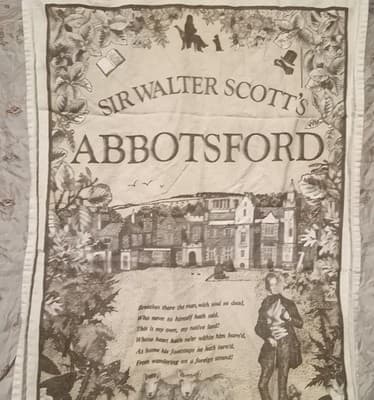 SIR WALTER SCOTT'S
ABBOTSFORD
Breathes there the man, with soul so dead,
Who never to himself hath said,
This is my own, my native land!
Whose heart hath ne'er within him burn'd,
As home his footsteps he hath turn'd,
From wandering on a foreign strand!